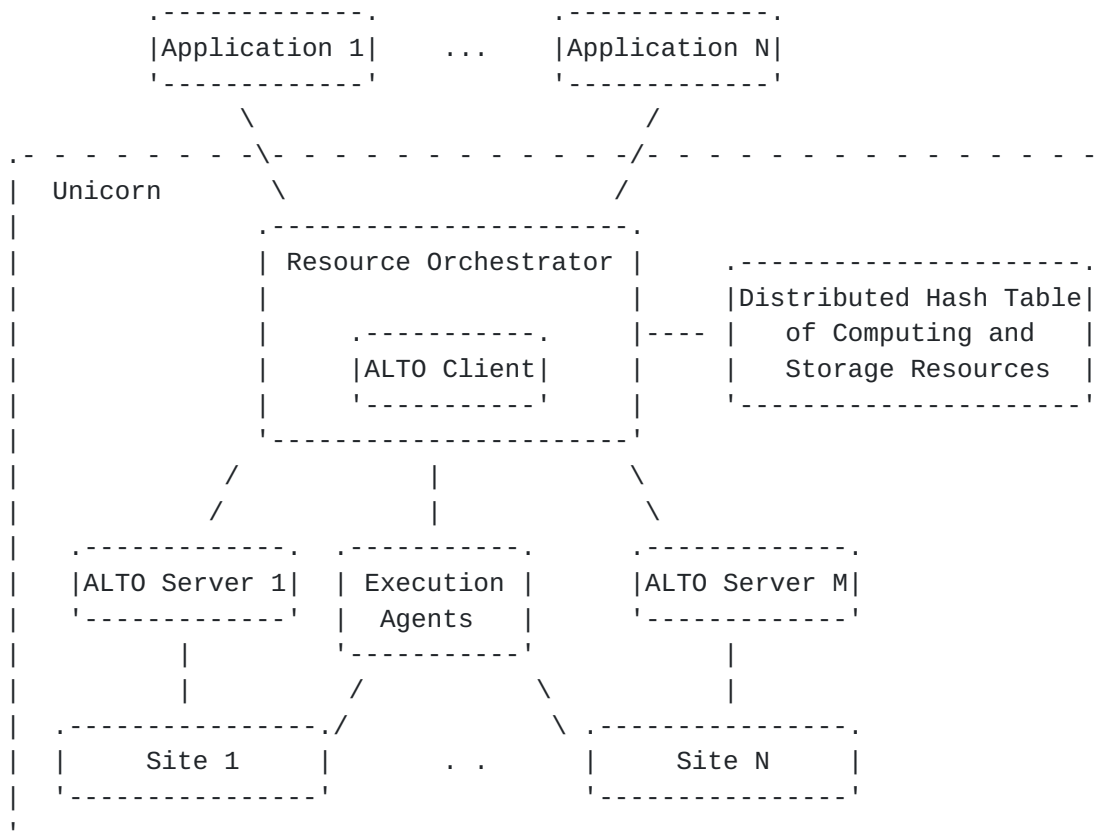 Application 1 ... Application N
Unicorn
Resource Orchestrator
Distributed Hash Table
of Computing and
ALTO Client Storage Resources
ALTO Server 1 Execution ALTO Server M
Agents
Site 1 . . Site N